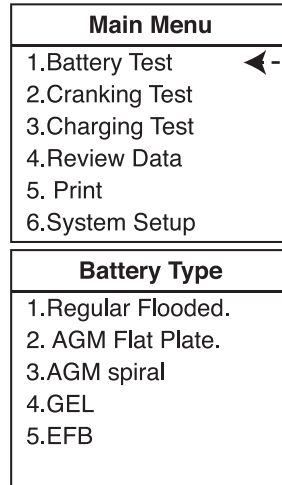 Main Menu
1.Battery Test
2.Cranking Test
3.Charging Test
4.Review Data
5. Print
6.System Setup
Battery Type
1.Regular Flooded.
2. AGM Flat Plate.
3.AGM spiral
4.GEL
5.EFB